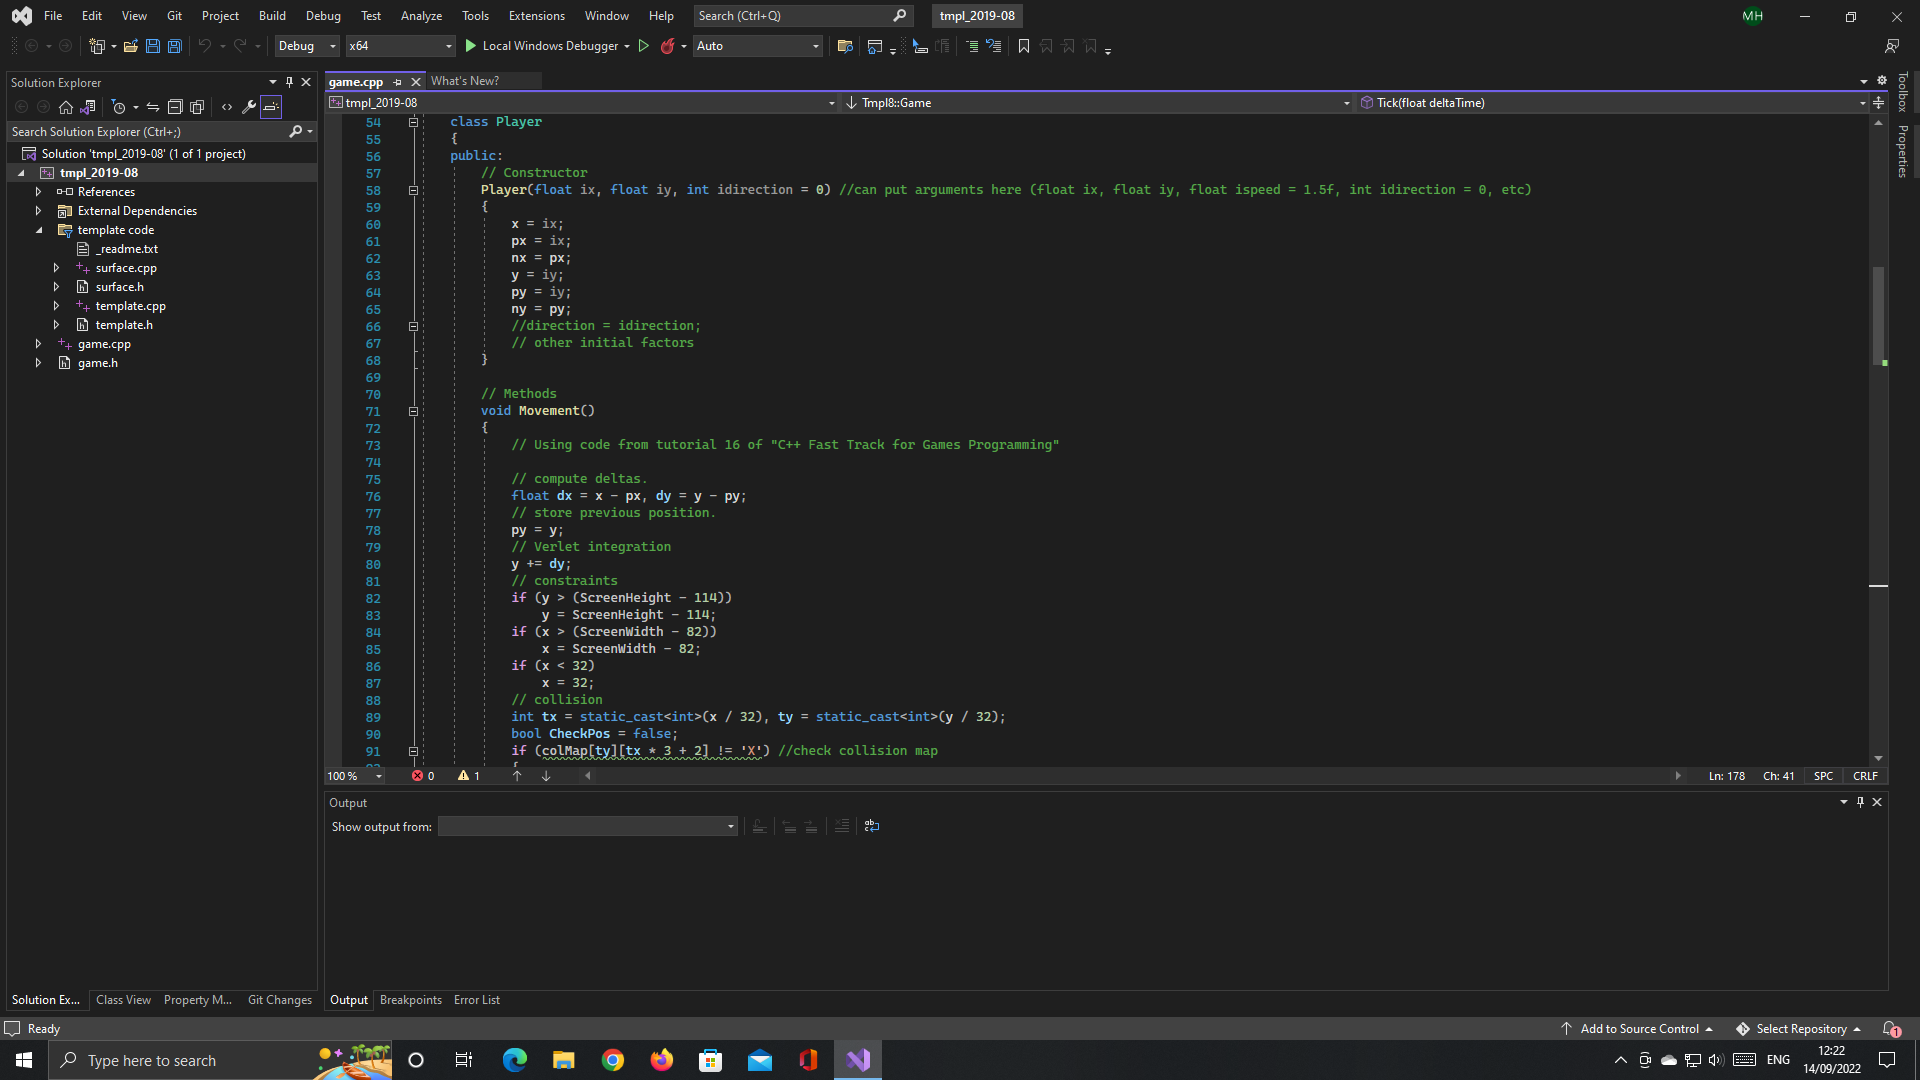 File Edit View Git Project Build Debug Test Analyze Tools Extensions Window Help Search (Ctrl+Q) tmpl_2019-08 MH
Debug x64 Local Windows Debugger Auto
Solution Explorer
Search Solution Explorer (Ctrl+;)
Solution 'tmpl_2019-08' (1 of 1 project)
tmpl_2019-08
References
External Dependencies
template code
_readme.txt
surface.cpp
surface.h
template.cpp
template.h
game.cpp
game.h
Solution Ex... Class View Property M... Git Changes
game.cpp What's New?
tmpl_2019-08 Tmpl8::Game Tick(float deltaTime)
54 class Player
55 {
56 public:
57 // Constructor
58 Player(float ix, float iy, int idirection = 0) //can put arguments here (float ix, float iy, float ispeed = 1.5f, int idirection = 0, etc)
59 {
60 x = ix;
61 px = ix;
62 nx = px;
63 y = iy;
64 py = iy;
65 ny = py;
66 //direction = idirection;
67 // other initial factors
68 }
69
70 // Methods
71 void Movement()
72 {
73 // Using code from tutorial 16 of "C++ Fast Track for Games Programming"
74
75 // compute deltas.
76 float dx = x - px, dy = y - py;
77 // store previous position.
78 py = y;
79 // Verlet integration
80 y += dy;
81 // constraints
82 if (y > (ScreenHeight - 114))
83 y = ScreenHeight - 114;
84 if (x > (ScreenWidth - 82))
85 x = ScreenWidth - 82;
86 if (x < 32)
87 x = 32;
88 // collision
89 int tx = static_cast<int>(x / 32), ty = static_cast<int>(y / 32);
90 bool CheckPos = false;
91 if (colMap[ty][tx * 3 + 2] != 'X') //check collision map
92 {
100 % 0 1 Ln: 178 Ch: 41 SPC CRLF
Output
Show output from:
Output Breakpoints Error List
Toolbox
Properties
Ready Add to Source Control Select Repository 1
Type here to search ENG 12:22
14/09/2022